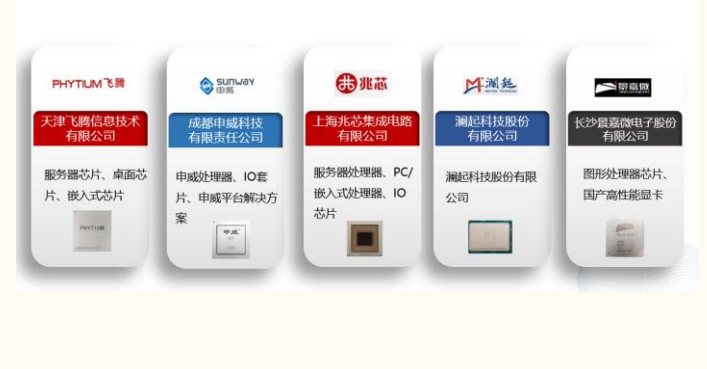 PHYTIUM飞腾
天津飞腾信息技术
有限公司
服务器芯片、桌面芯
片、嵌入式芯片
PHYTIUM
sunway
申威
成都申威科技
有限责任公司
申威处理器、IO套
片、申威平台解决方
案
申威
兆芯
上海兆芯集成电路
有限公司
服务器处理器、PC/
嵌入式处理器、IO
芯片
澜起
澜起科技股份
有限公司
澜起科技股份有限
公司
景嘉微
长沙景嘉微电子股份
有限公司
图形处理器芯片、
国产高性能显卡